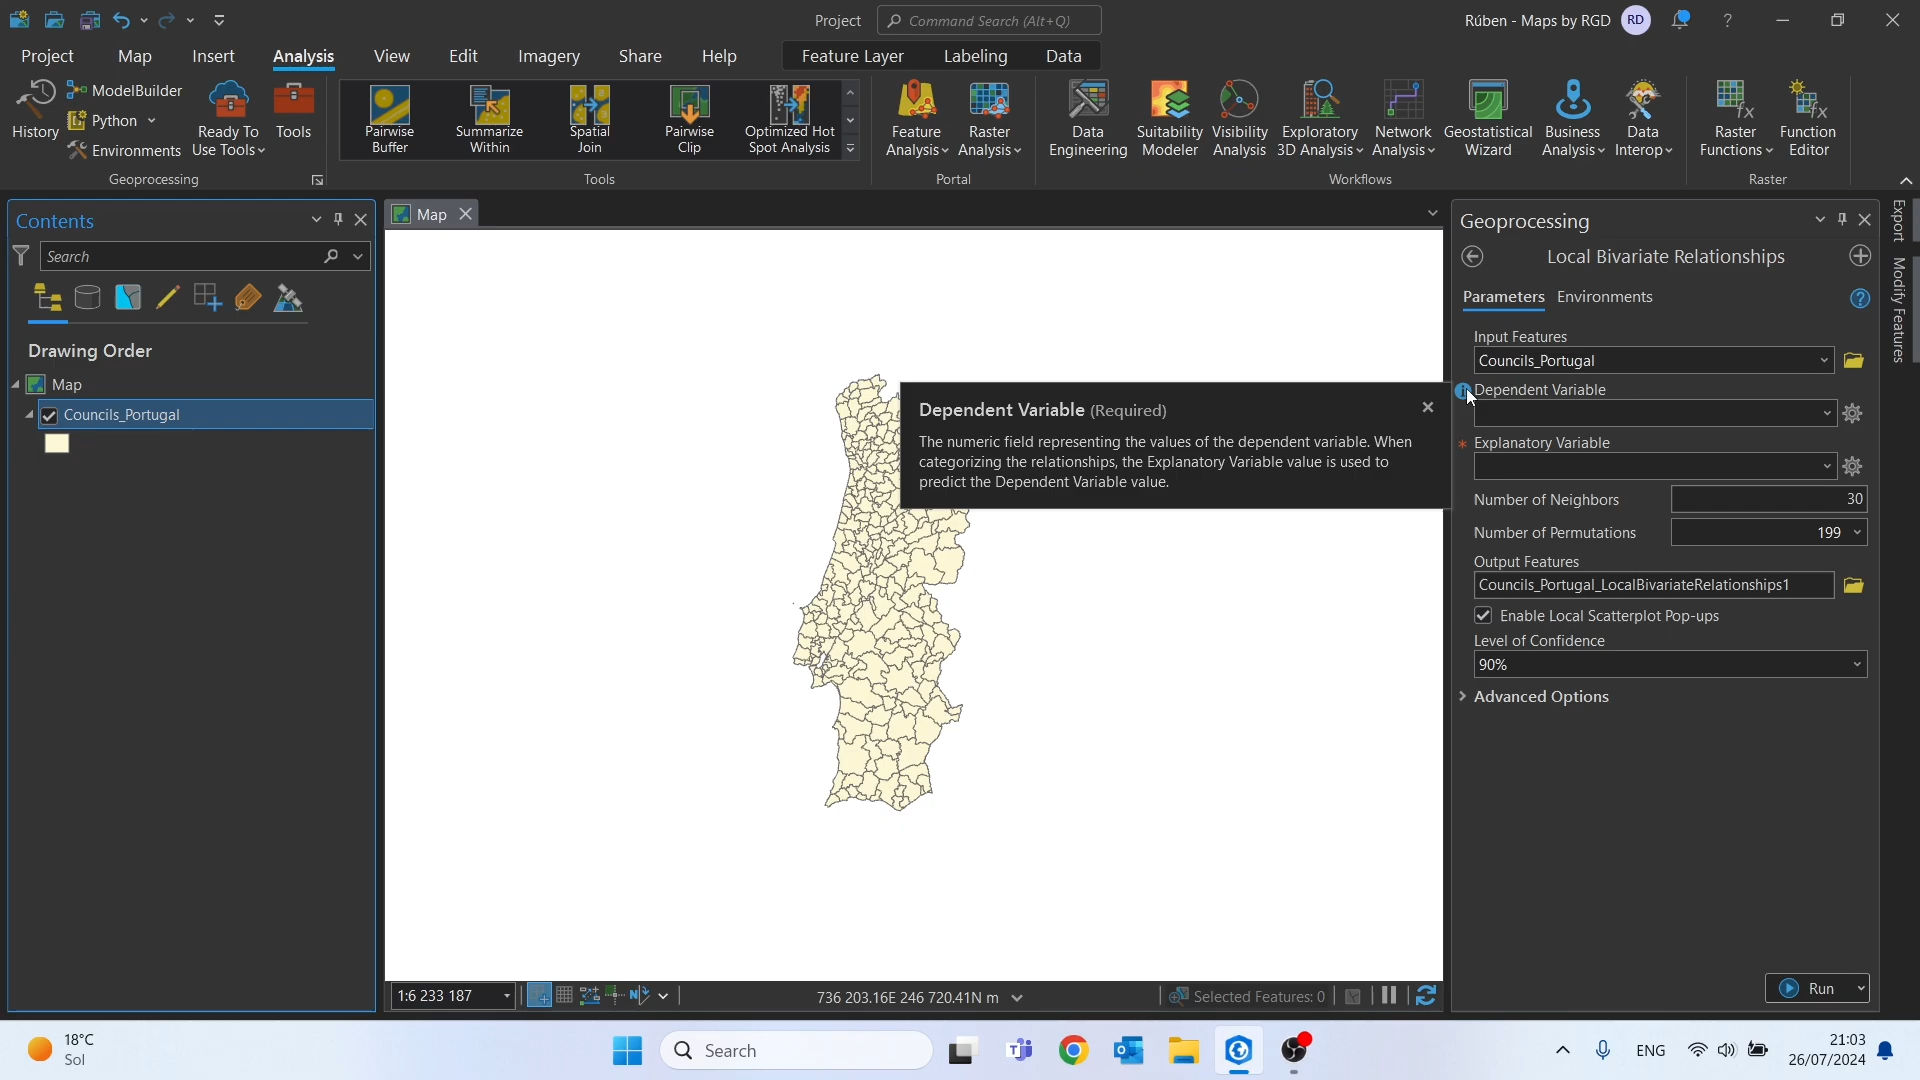 Project
Command Search (Alt+Q)
Rúben - Maps by RGD
RD
?
Project
Map
Insert
Analysis
View
Edit
Imagery
Share
Help
Feature Layer
Labeling
Data
History
ModelBuilder
Python
Environments
Ready To
Use Tools
Tools
Pairwise
Buffer
Summarize
Within
Spatial
Join
Pairwise
Clip
Optimized Hot
Spot Analysis
Feature
Analysis
Raster
Analysis
Data
Engineering
Suitability
Modeler
Visibility
Analysis
Exploratory
3D Analysis
Network
Analysis
Geostatistical
Wizard
Business
Analysis
Data
Interop
Raster
Functions
Function
Editor
Geoprocessing
Tools
Portal
Workflows
Raster
Contents
Search
Drawing Order
Map
Councils_Portugal
Map
Dependent Variable (Required)
The numeric field representing the values of the dependent variable. When
categorizing the relationships, the Explanatory Variable value is used to
predict the Dependent Variable value.
1:6 233 187
736 203.16E 246 720.41N m
Selected Features: 0
Geoprocessing
Local Bivariate Relationships
Parameters
Environments
?
Input Features
Councils_Portugal
Dependent Variable
* Explanatory Variable
Number of Neighbors
30
Number of Permutations
199
Output Features
Councils_Portugal_LocalBivariateRelationships1
Enable Local Scatterplot Pop-ups
Level of Confidence
90%
Advanced Options
Run
Export
Modify Features
18°C
Sol
Search
ENG
21:03
26/07/2024